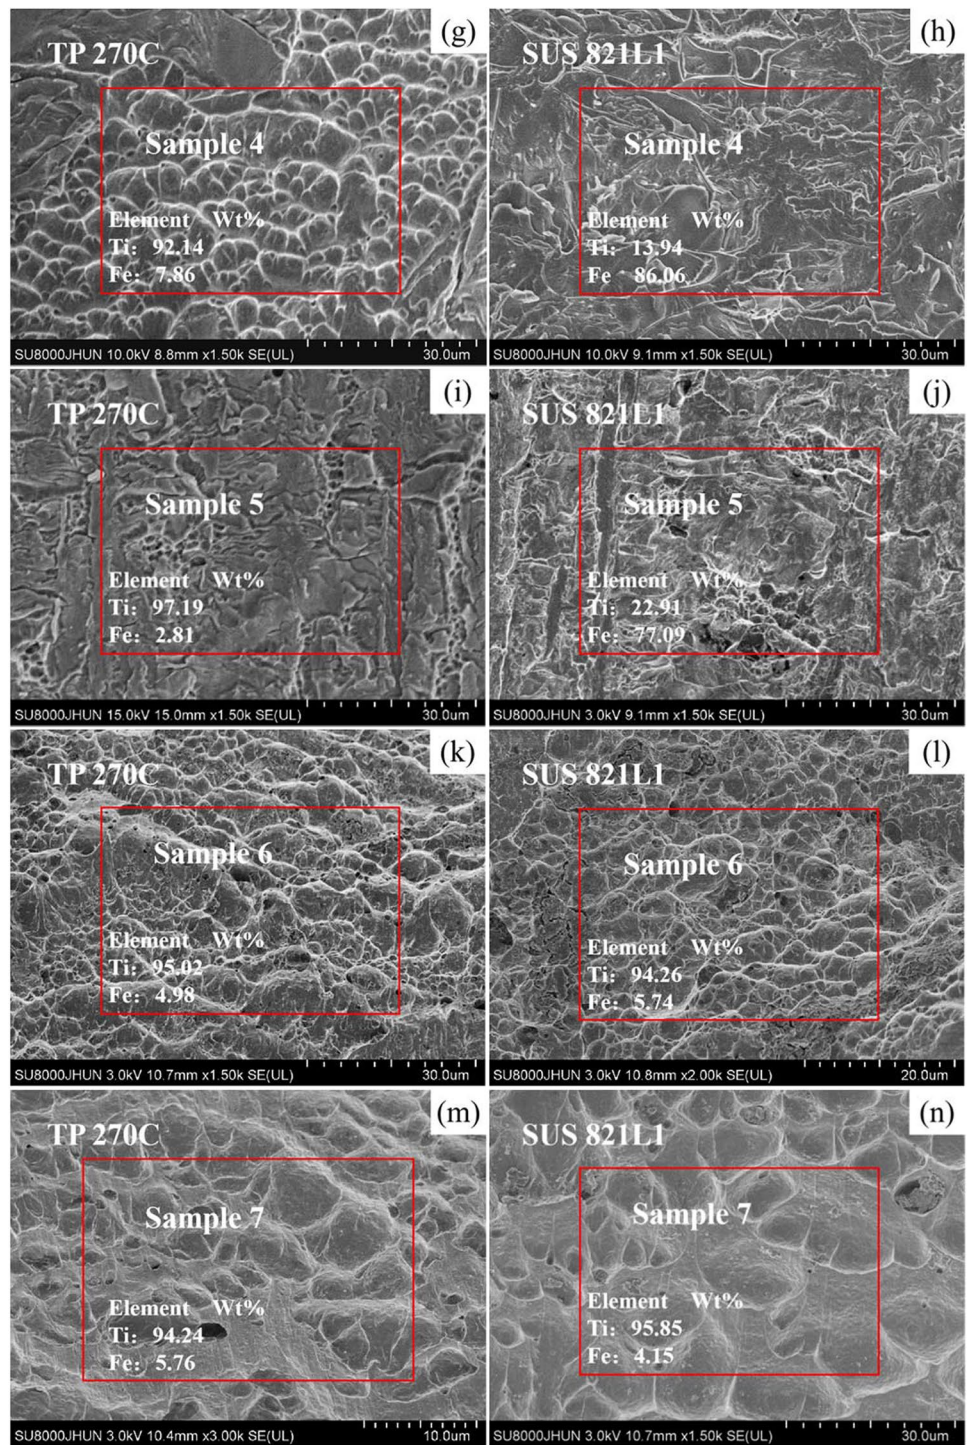 (g)
TP 270C
Sample 4
Element Wt%
Ti: 92.14
Fe: 7.86
SU8000JHUN 10.0kV 8.8mm x1.50k SE(UL) 30.0um
(h)
SUS 821L1
Sample 4
Element Wt%
Ti: 13.94
Fe 86.06
SU8000JHUN 10.0kV 9.1mm x1.50k SE(UL) 30.0um
(i)
TP 270C
Sample 5
Element Wt%
Ti: 97.19
Fe: 2.81
SU8000JHUN 15.0kV 15.0mm x1.50k SE(UL) 30.0um
(j)
SUS 821L1
Sample 5
Element Wt%
Ti: 22.91
Fe: 77.09
SU8000JHUN 3.0kV 9.1mm x1.50k SE(UL) 30.0um
(k)
TP 270C
Sample 6
Element Wt%
Ti: 95.02
Fe: 4.98
SU8000JHUN 3.0kV 10.7mm x1.50k SE(UL) 30.0um
(l)
SUS 821L1
Sample 6
Element Wt%
Ti: 94.26
Fe: 5.74
SU8000JHUN 3.0kV 10.8mm x2.00k SE(UL) 20.0um
(m)
TP 270C
Sample 7
Element Wt%
Ti: 94.24
Fe: 5.76
SU8000JHUN 3.0kV 10.4mm x3.00k SE(UL) 10.0um
(n)
SUS 821L1
Sample 7
Element Wt%
Ti: 95.85
Fe: 4.15
SU8000JHUN 3.0kV 10.7mm x1.50k SE(UL) 30.0um